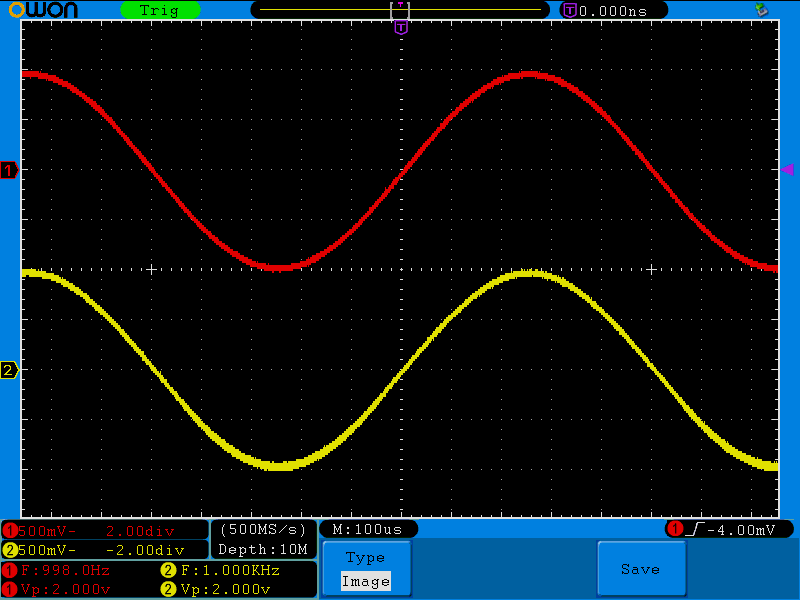 owon Trig T T 0.000ns
T
1
2
1 500mV- 2.00div (500MS/s) M:100us 1 -4.00mV
2 500mV- -2.00div Depth:10M
1 F:998.0Hz 2 F:1.000KHz Type
1 Vp:2.000v 2 Vp:2.000v Image Save